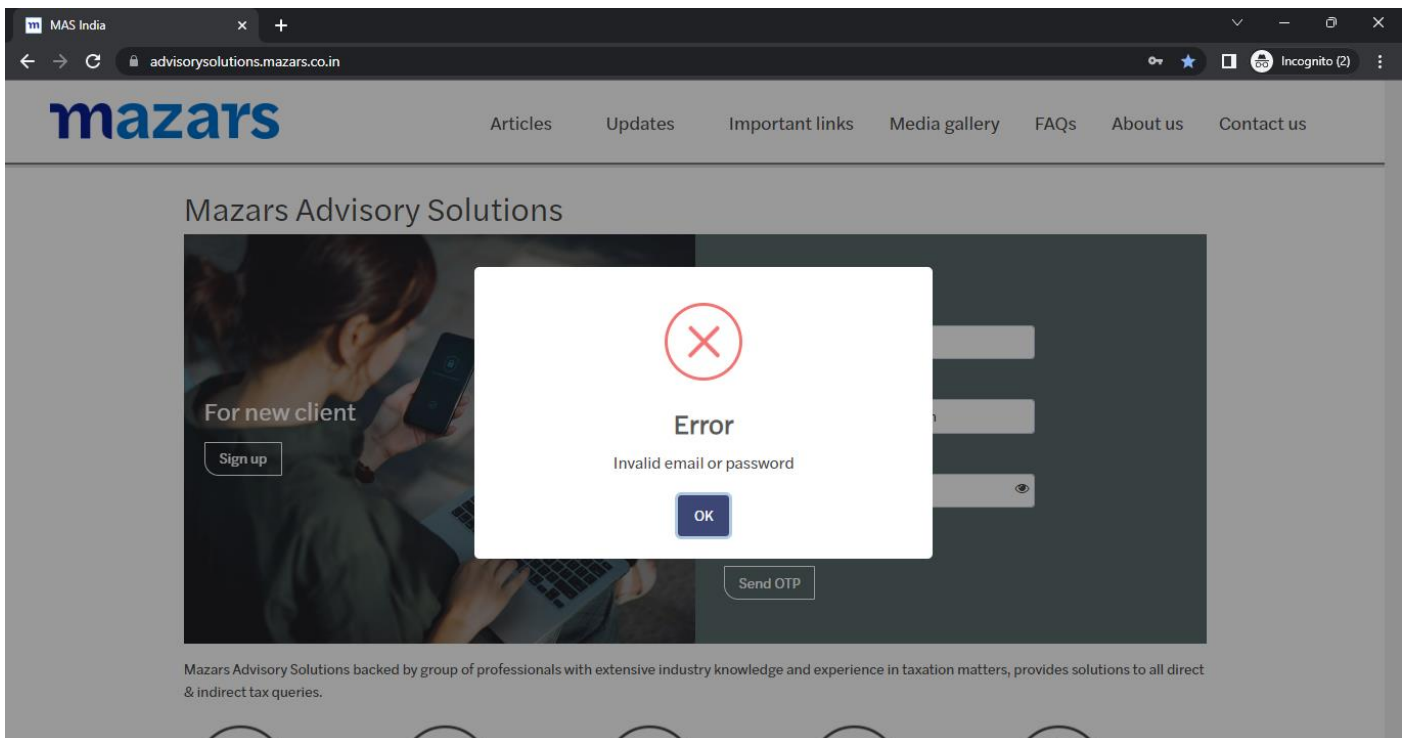 MAS India
advisorysolutions.mazars.co.in
Incognito (2)
mazars
Articles Updates Important links Media gallery FAQs About us Contact us
Mazars Advisory Solutions
For new client
Sign up
Error
Invalid email or password
OK
Send OTP
Mazars Advisory Solutions backed by group of professionals with extensive industry knowledge and experience in taxation matters, provides solutions to all direct
& indirect tax queries.